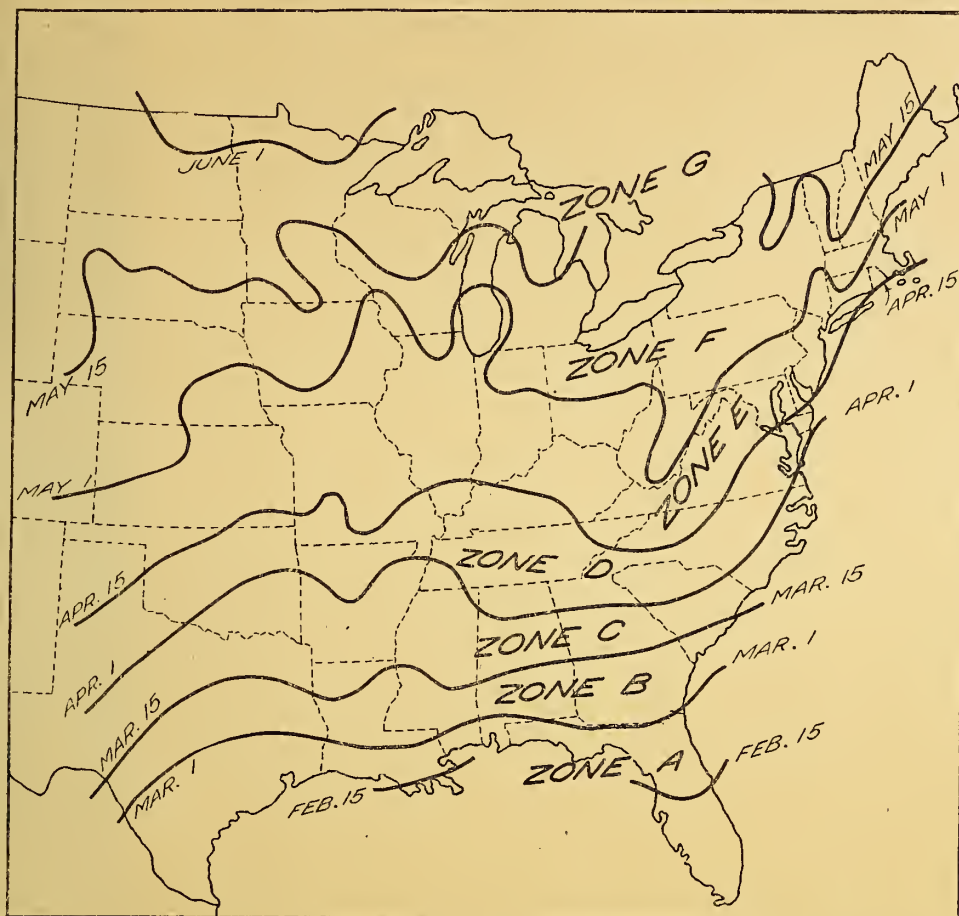 JUNE 1
ZONE G
MAY 15
MAY 1
APR. 15
MAY 15
ZONE F
APR. 1
MAY 1
ZONE E
ZONE D
APR. 15
MAR. 15
ZONE C
APR. 1
MAR. 1
ZONE B
MAR. 15
FEB. 15
ZONE A
MAR. 1
FEB. 15